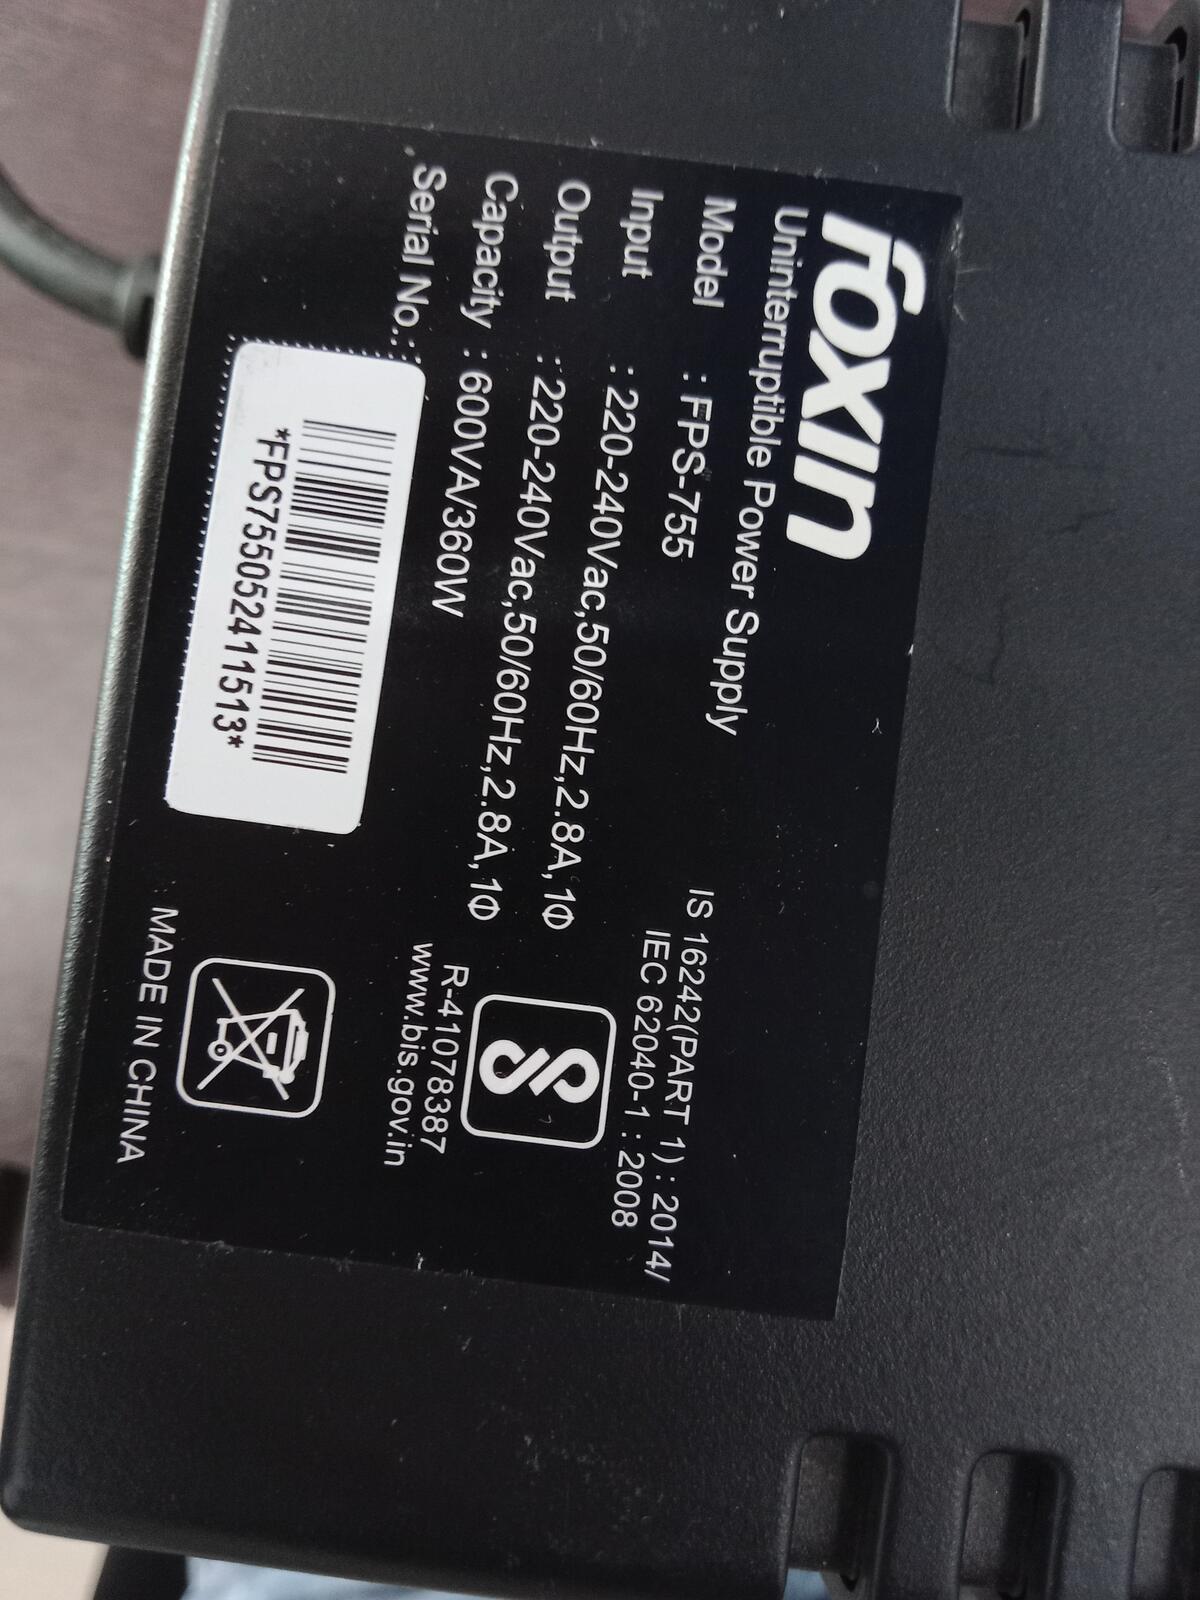 foxin
Uninterruptible Power Supply
Model : FPS-755
Input : 220-240Vac,50/60Hz,2.8A,1Φ
Output : 220-240Vac,50/60Hz,2.8A,1Φ
Capacity : 600VA/360W
Serial No.:
*FPS75505241​1513*
IS 16242(PART 1) : 2014/
IEC 62040-1 : 2008
R-41078387
www.bis.gov.in
MADE IN CHINA